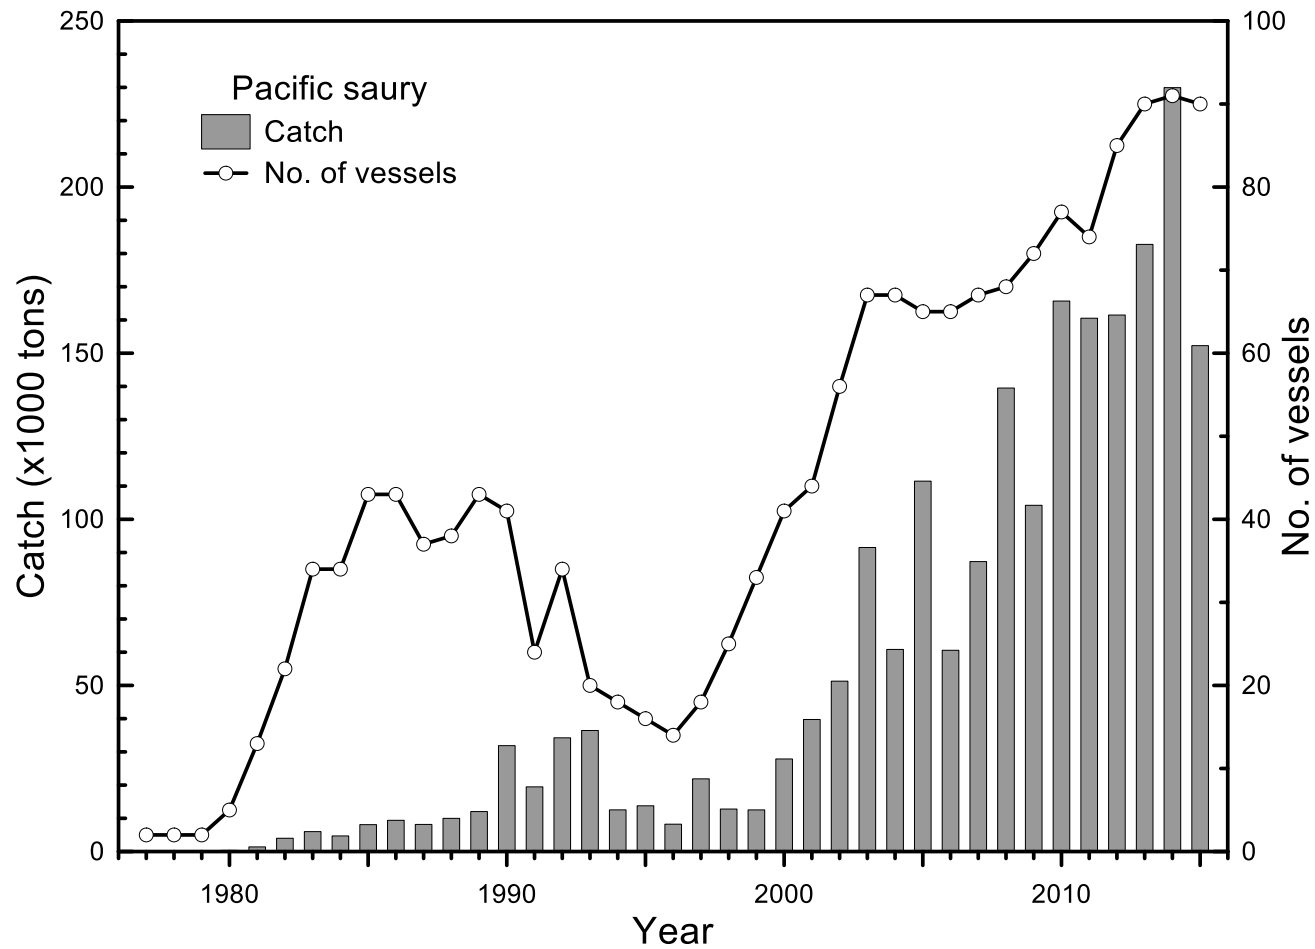 Pacific saury
Catch
No. of vessels
Catch (x1000 tons)
250
200
150
100
50
0
No. of vessels
100
80
60
40
20
0
1980
1990
2000
2010
Year